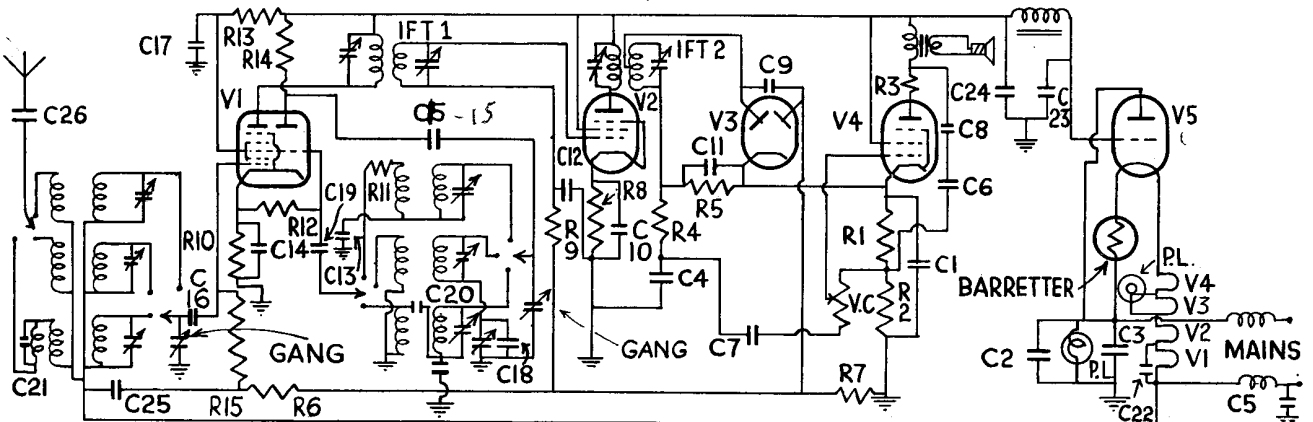 C17
R13
R14
IFT 1
IFT 2
C9
C26
V1
C5 -15
V2
V3
V4
R3
C24
C 23
V5
C8
C12
C11
C19
R11
R8
R5
C6
R10
R12
C14
C13
R 9
C 10
R4
R1
C1
BARRETTER
P.L.
V4
V3
C 16
C20
C4
V.C
R 2
GANG
GANG
C7
C2
P.L
C3
V2
V1
MAINS
C21
C18
C25
R15
R6
R7
C22
C5